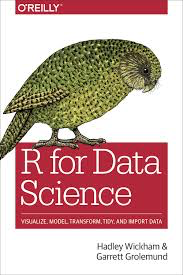 O'REILLY®
R for Data
Science
VISUALIZE, MODEL, TRANSFORM, TIDY, AND IMPORT DATA
Hadley Wickham &
Garrett Grolemund